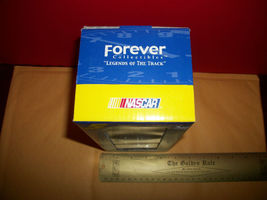 Forever
Collectibles
"LEGENDS OF THE TRACK"
NASCAR
The Golden Rule